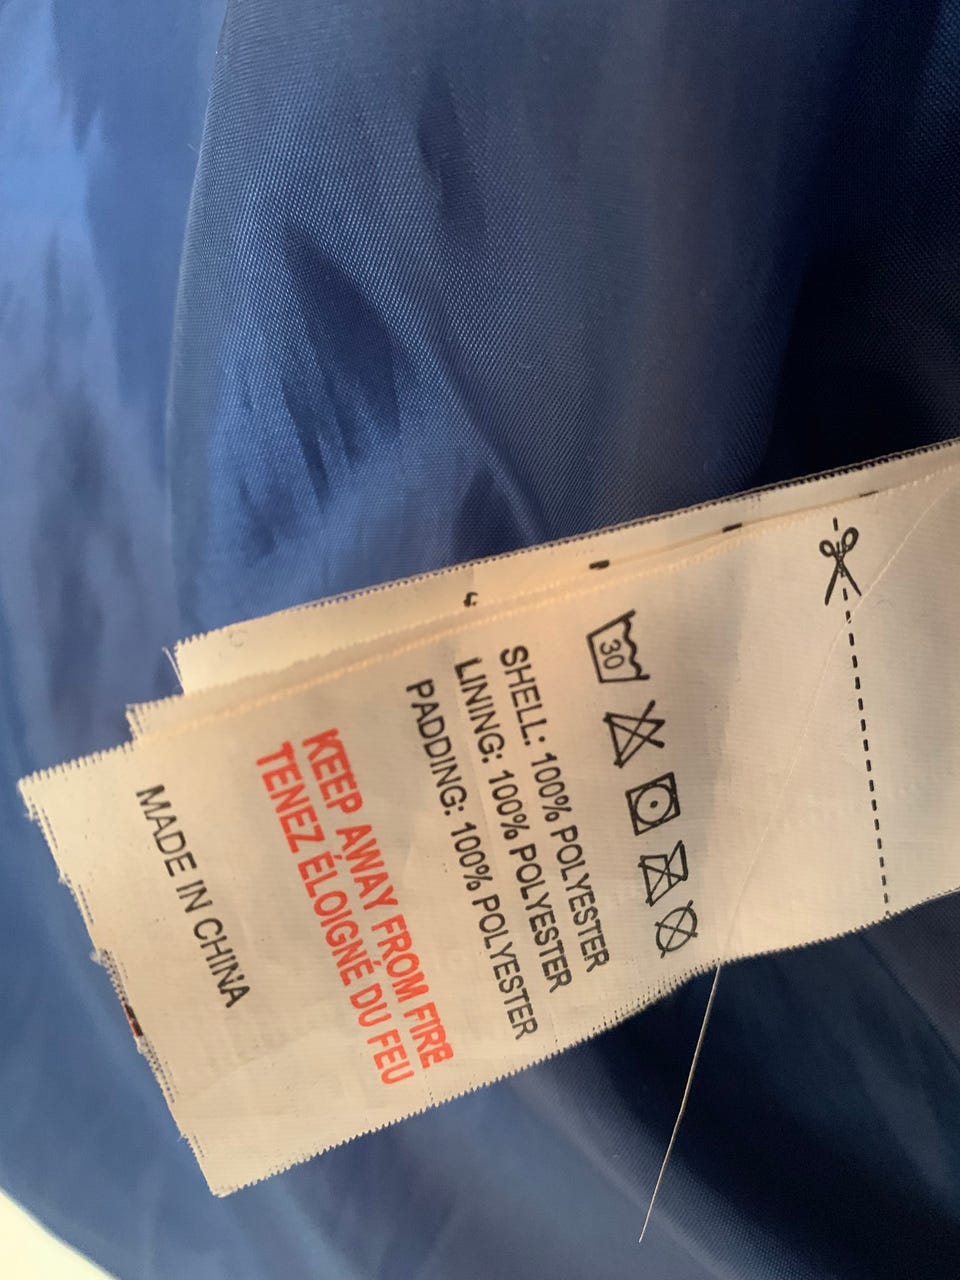 30
SHELL: 100% POLYESTER
LINING: 100% POLYESTER
PADDING: 100% POLYESTER
KEEP AWAY FROM FIRE
TENEZ ÉLOIGNÉ DU FEU
MADE IN CHINA